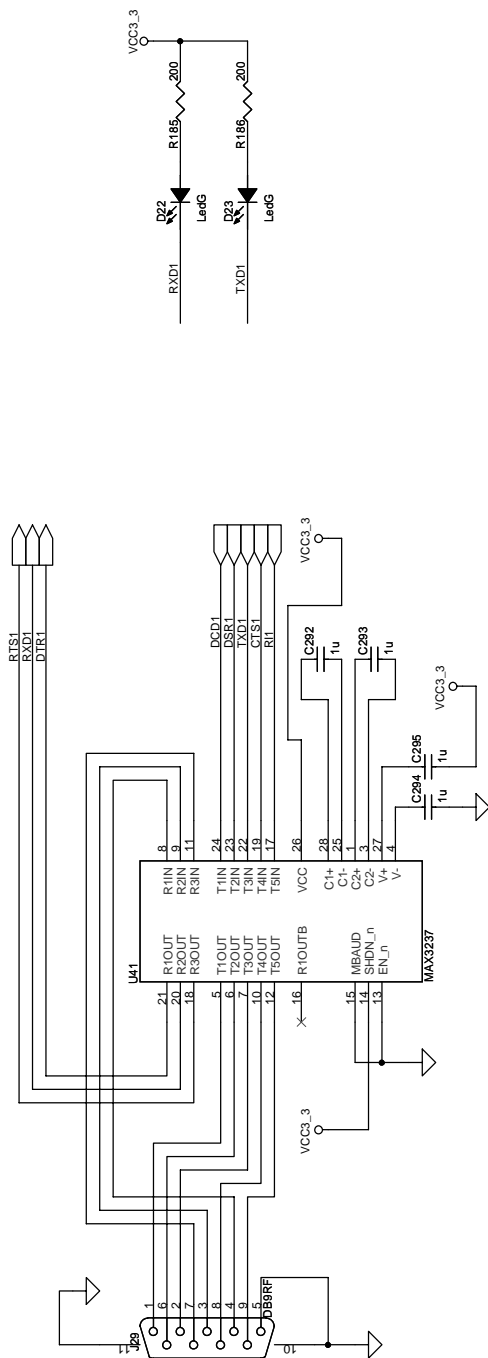 VCC3_3
200
200
R185
R186
D22
D23
LedG
LedG
RXD1
TXD1
RTS1
RXD1
DTR1
DCD1
DSR1
TXD1
CTS1
RI1
VCC3_3
C292
1u
C293
1u
VCC3_3
C295
1u
C294
1u
8
9
11
24
23
22
19
17
26
28
25
1
3
27
4
R1IN
R2IN
R3IN
T1IN
T2IN
T3IN
T4IN
T5IN
VCC
C1+
C1-
C2+
C2-
V+
V-
U41
R1OUT
R2OUT
R3OUT
T1OUT
T2OUT
T3OUT
T4OUT
T5OUT
R1OUTB
MBAUD
SHDN_n
EN_n
MAX3237
21
20
18
5
6
7
10
12
16
15
14
13
VCC3_3
1
6
2
7
3
8
4
9
5
DB9RF
J29
11
10